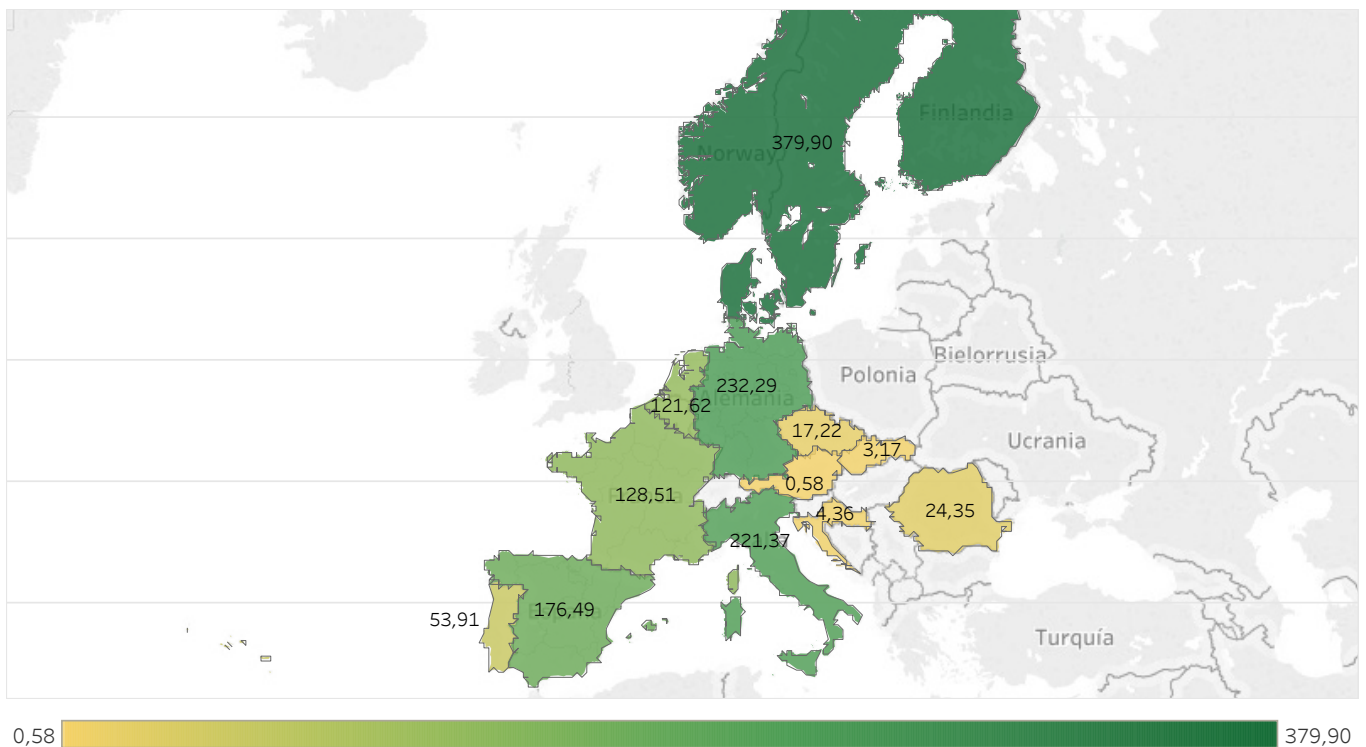 Finlandia
379,90
Norway
Bielorrusia
Polonia
232,29
Alemania
121,62
17,22
Ucrania
3,17
0,58
128,51
4,36
24,35
221,37
176,49
España
53,91
Turquía
0,58
379,90